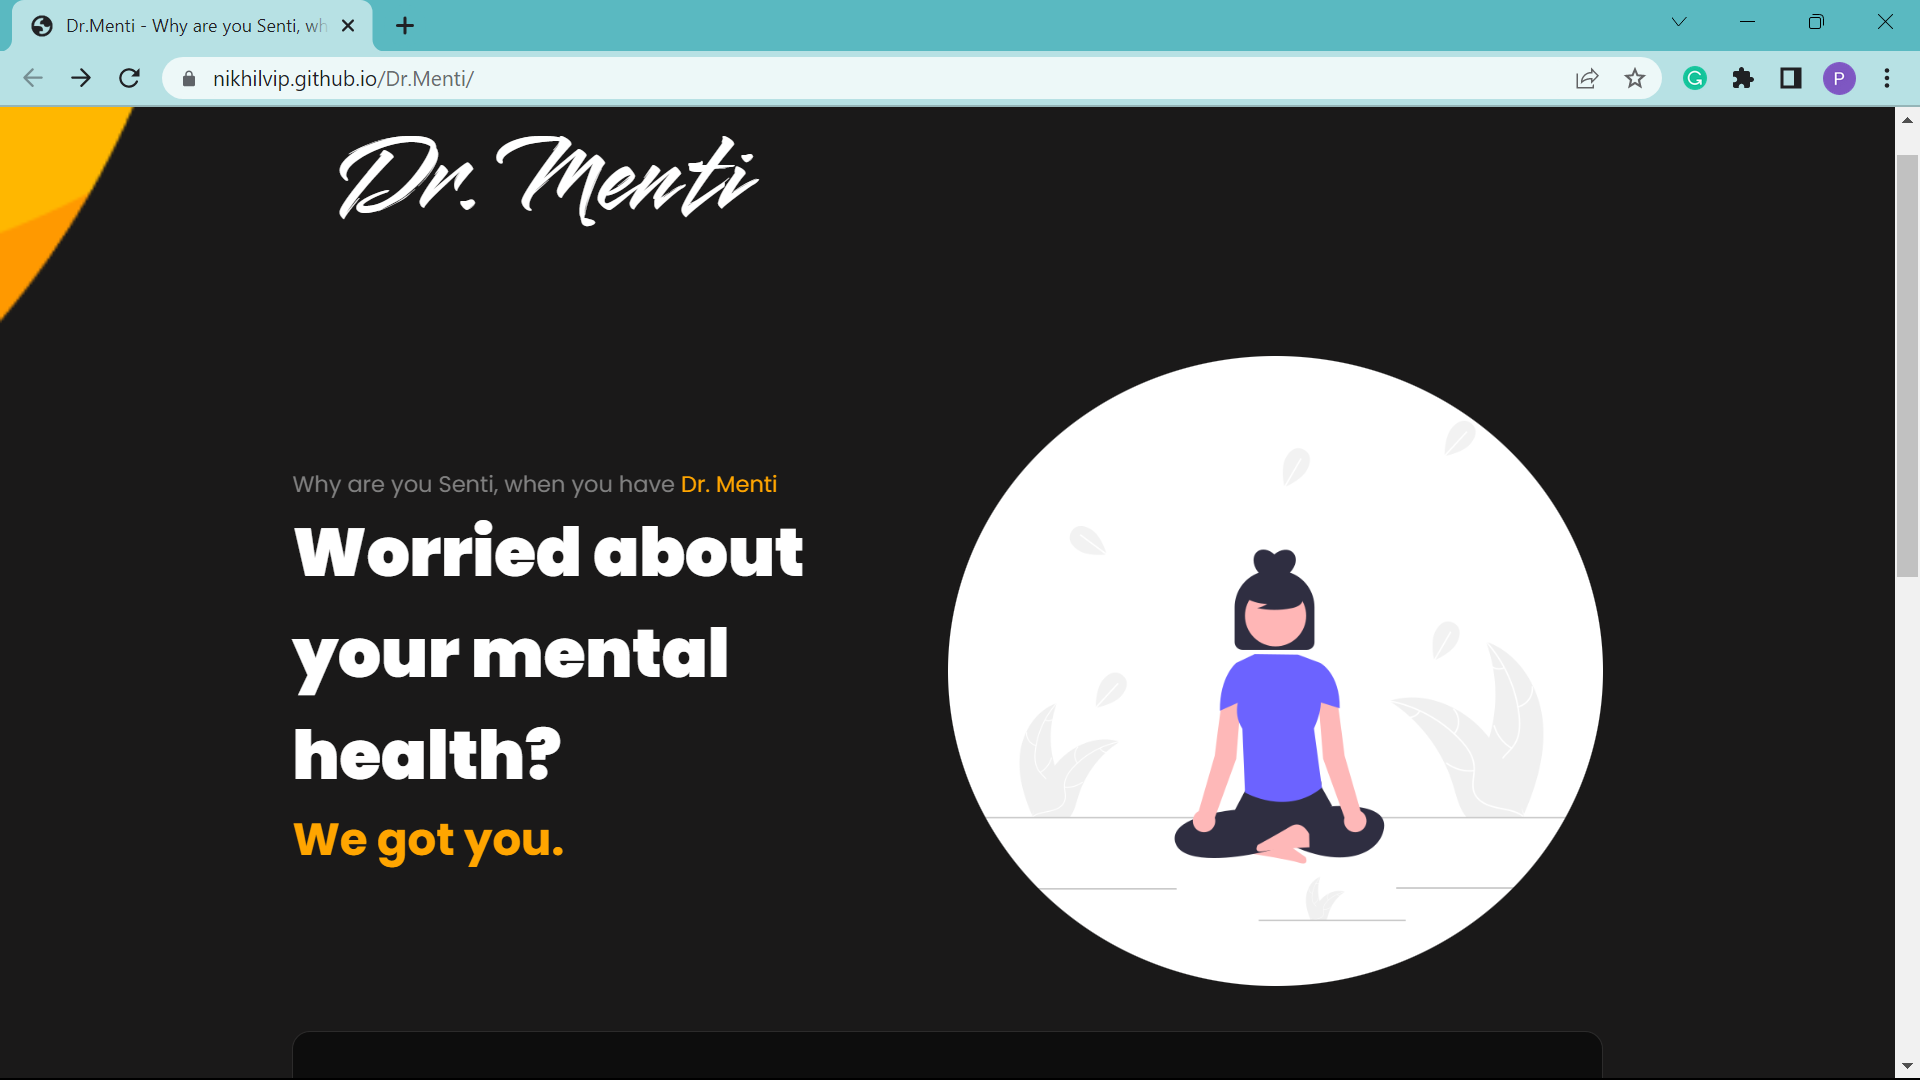 Dr.Menti - Why are you Senti, wh
nikhilvip.github.io/Dr.Menti/
P
Dr. Menti
Why are you Senti, when you have Dr. Menti
Worried about
your mental
health?
We got you.